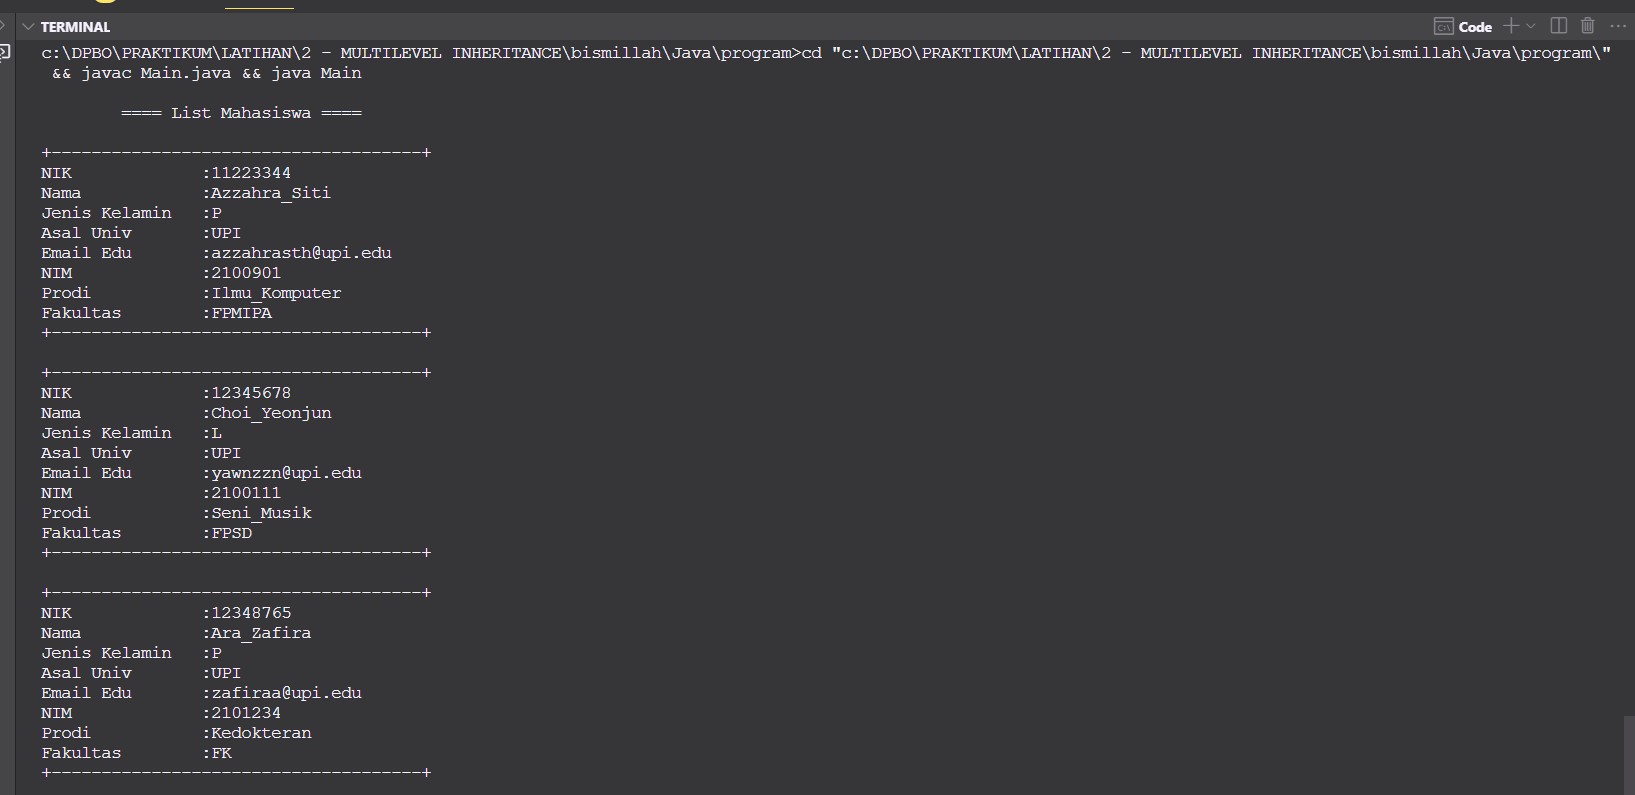 TERMINAL
Code
c:\DPBO\PRAKTIKUM\LATIHAN\2 - MULTILEVEL INHERITANCE\bismillah\Java\program>cd "c:\DPBO\PRAKTIKUM\LATIHAN\2 - MULTILEVEL INHERITANCE\bismillah\Java\program\"
 && javac Main.java && java Main
==== List Mahasiswa ====
+-------------------------------------+
NIK             :11223344
Nama            :Azzahra_Siti
Jenis Kelamin   :P
Asal Univ       :UPI
Email Edu       :azzahrasth@upi.edu
NIM             :2100901
Prodi           :Ilmu_Komputer
Fakultas        :FPMIPA
+-------------------------------------+
+-------------------------------------+
NIK             :12345678
Nama            :Choi_Yeonjun
Jenis Kelamin   :L
Asal Univ       :UPI
Email Edu       :yawnzzn@upi.edu
NIM             :2100111
Prodi           :Seni_Musik
Fakultas        :FPSD
+-------------------------------------+
+-------------------------------------+
NIK             :12348765
Nama            :Ara_Zafira
Jenis Kelamin   :P
Asal Univ       :UPI
Email Edu       :zafiraa@upi.edu
NIM             :2101234
Prodi           :Kedokteran
Fakultas        :FK
+-------------------------------------+